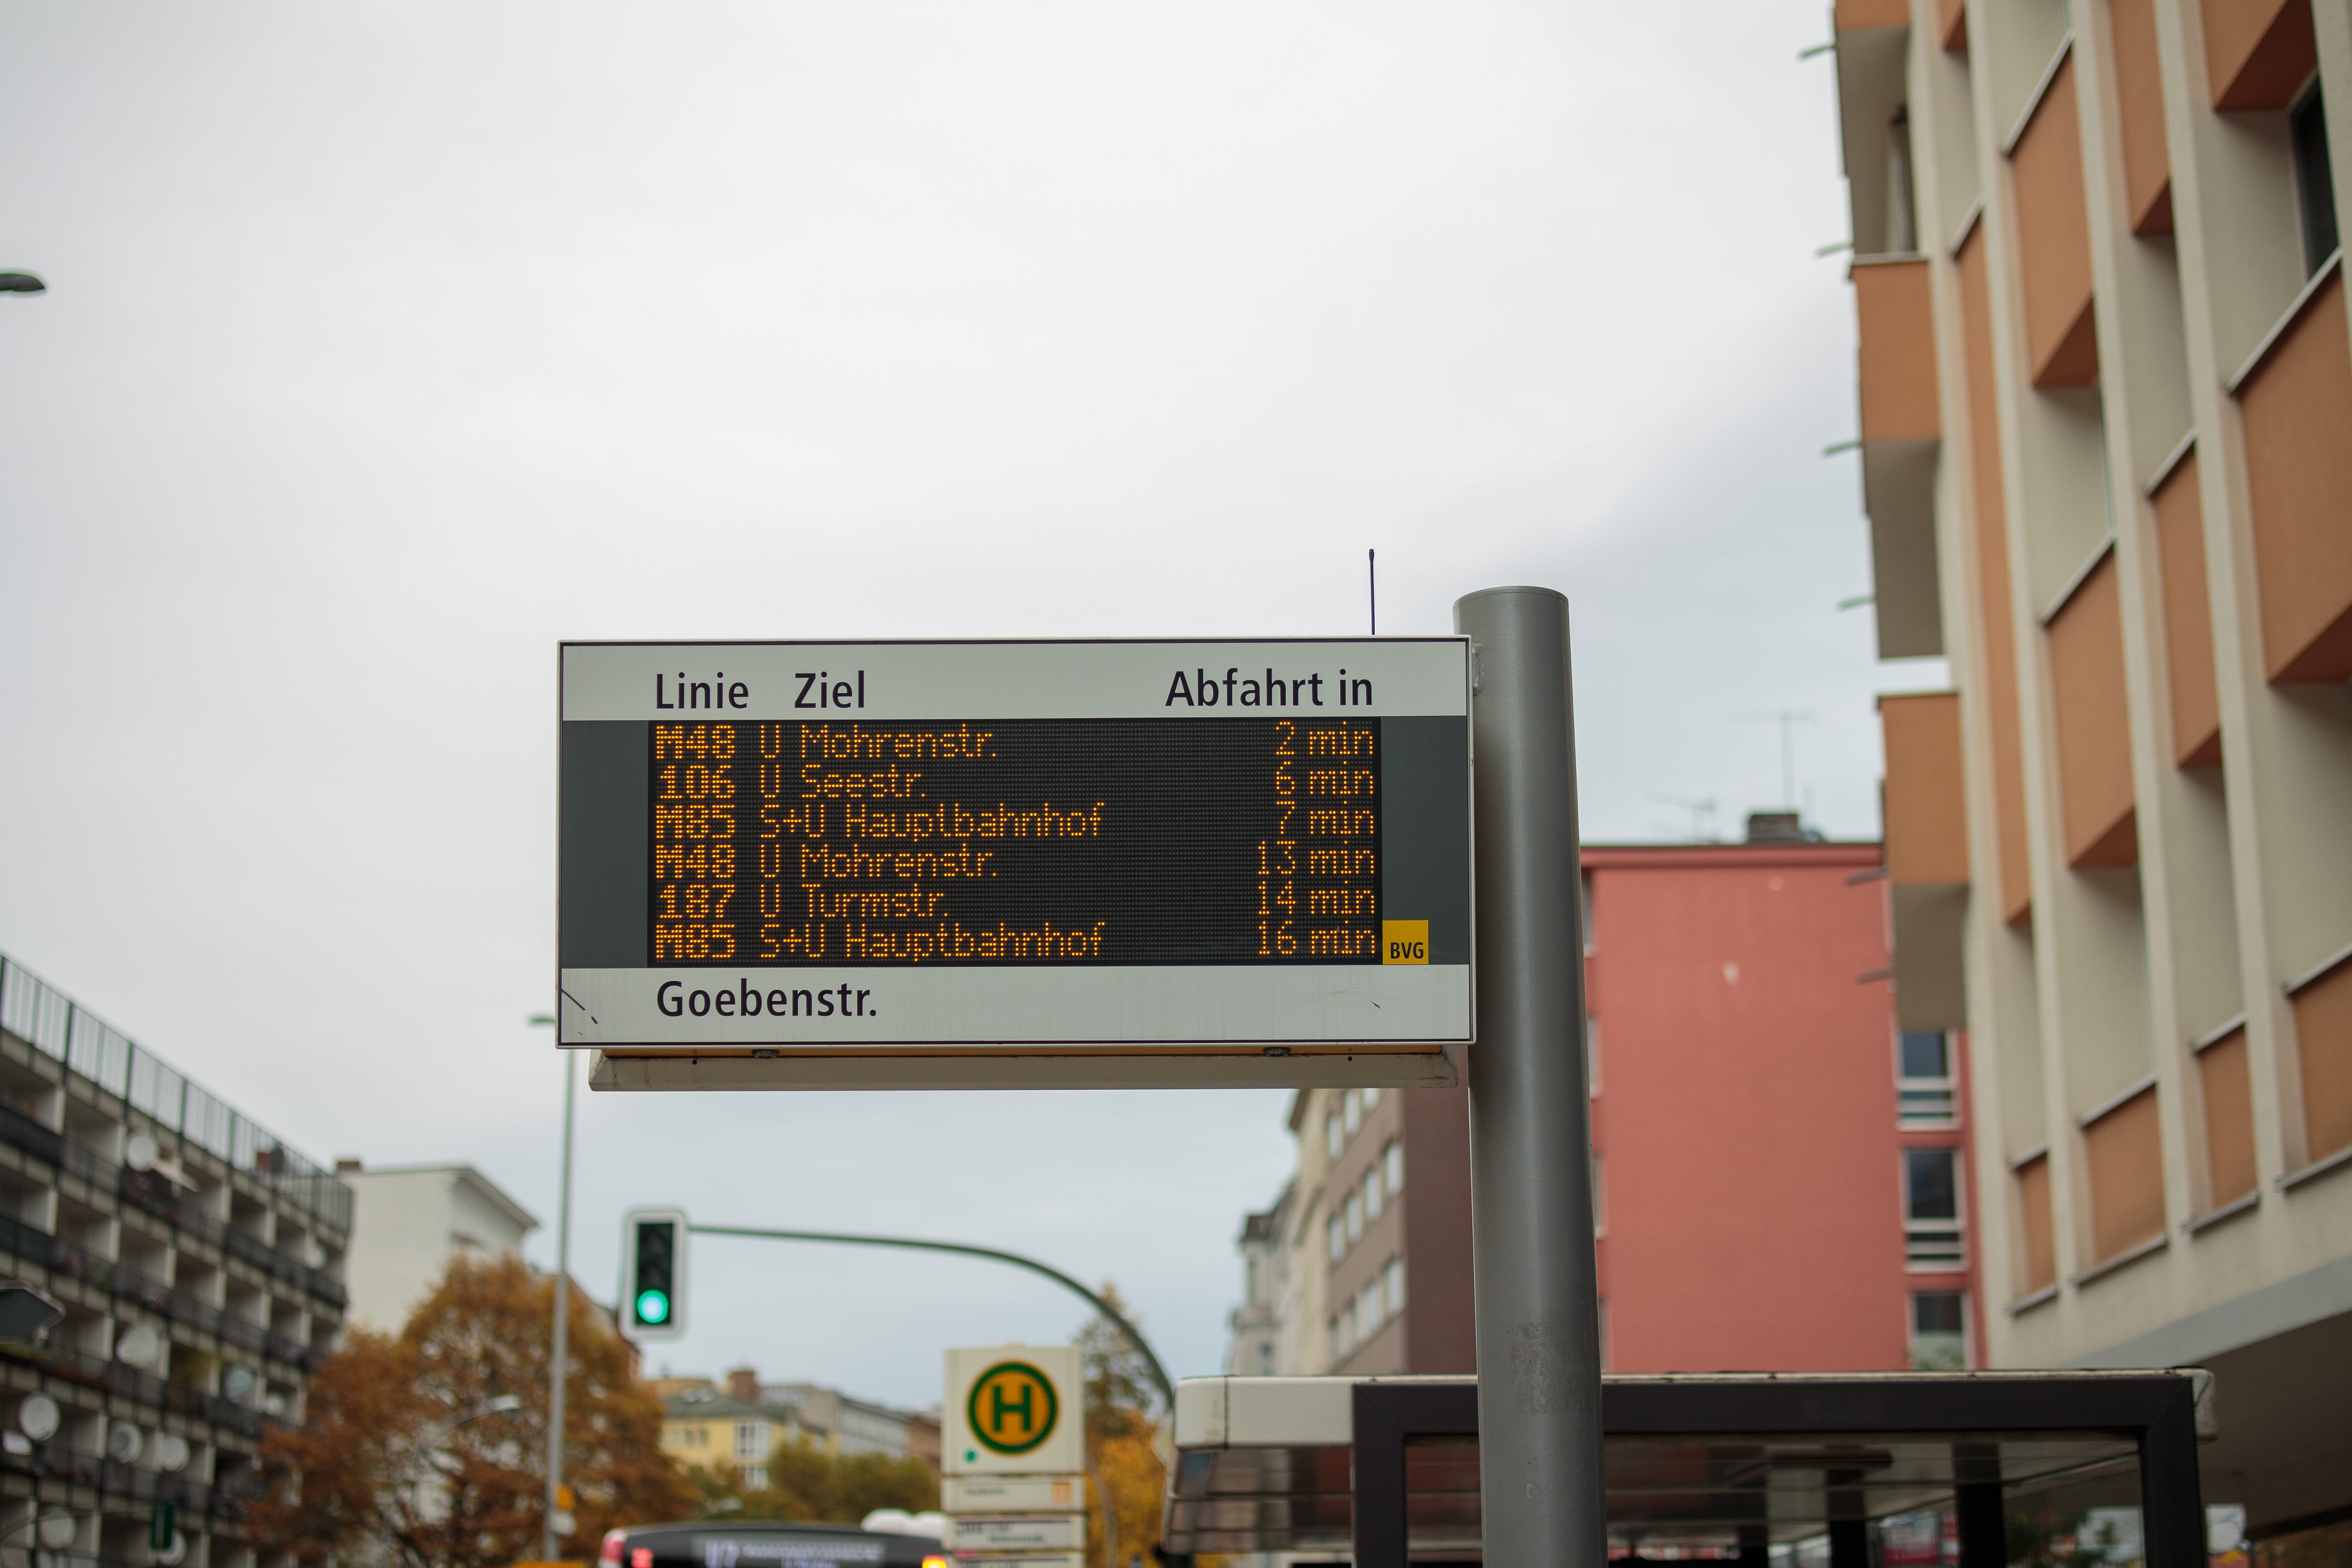 Linie Ziel Abfahrt in
M48 U Mohrenstr. 2 min
106 U Seestr. 6 min
M85 S+U Hauptbahnhof 7 min
M48 U Mohrenstr. 13 min
187 U Turmstr. 14 min
M85 S+U Hauptbahnhof 16 min
BVG
Goebenstr.
H